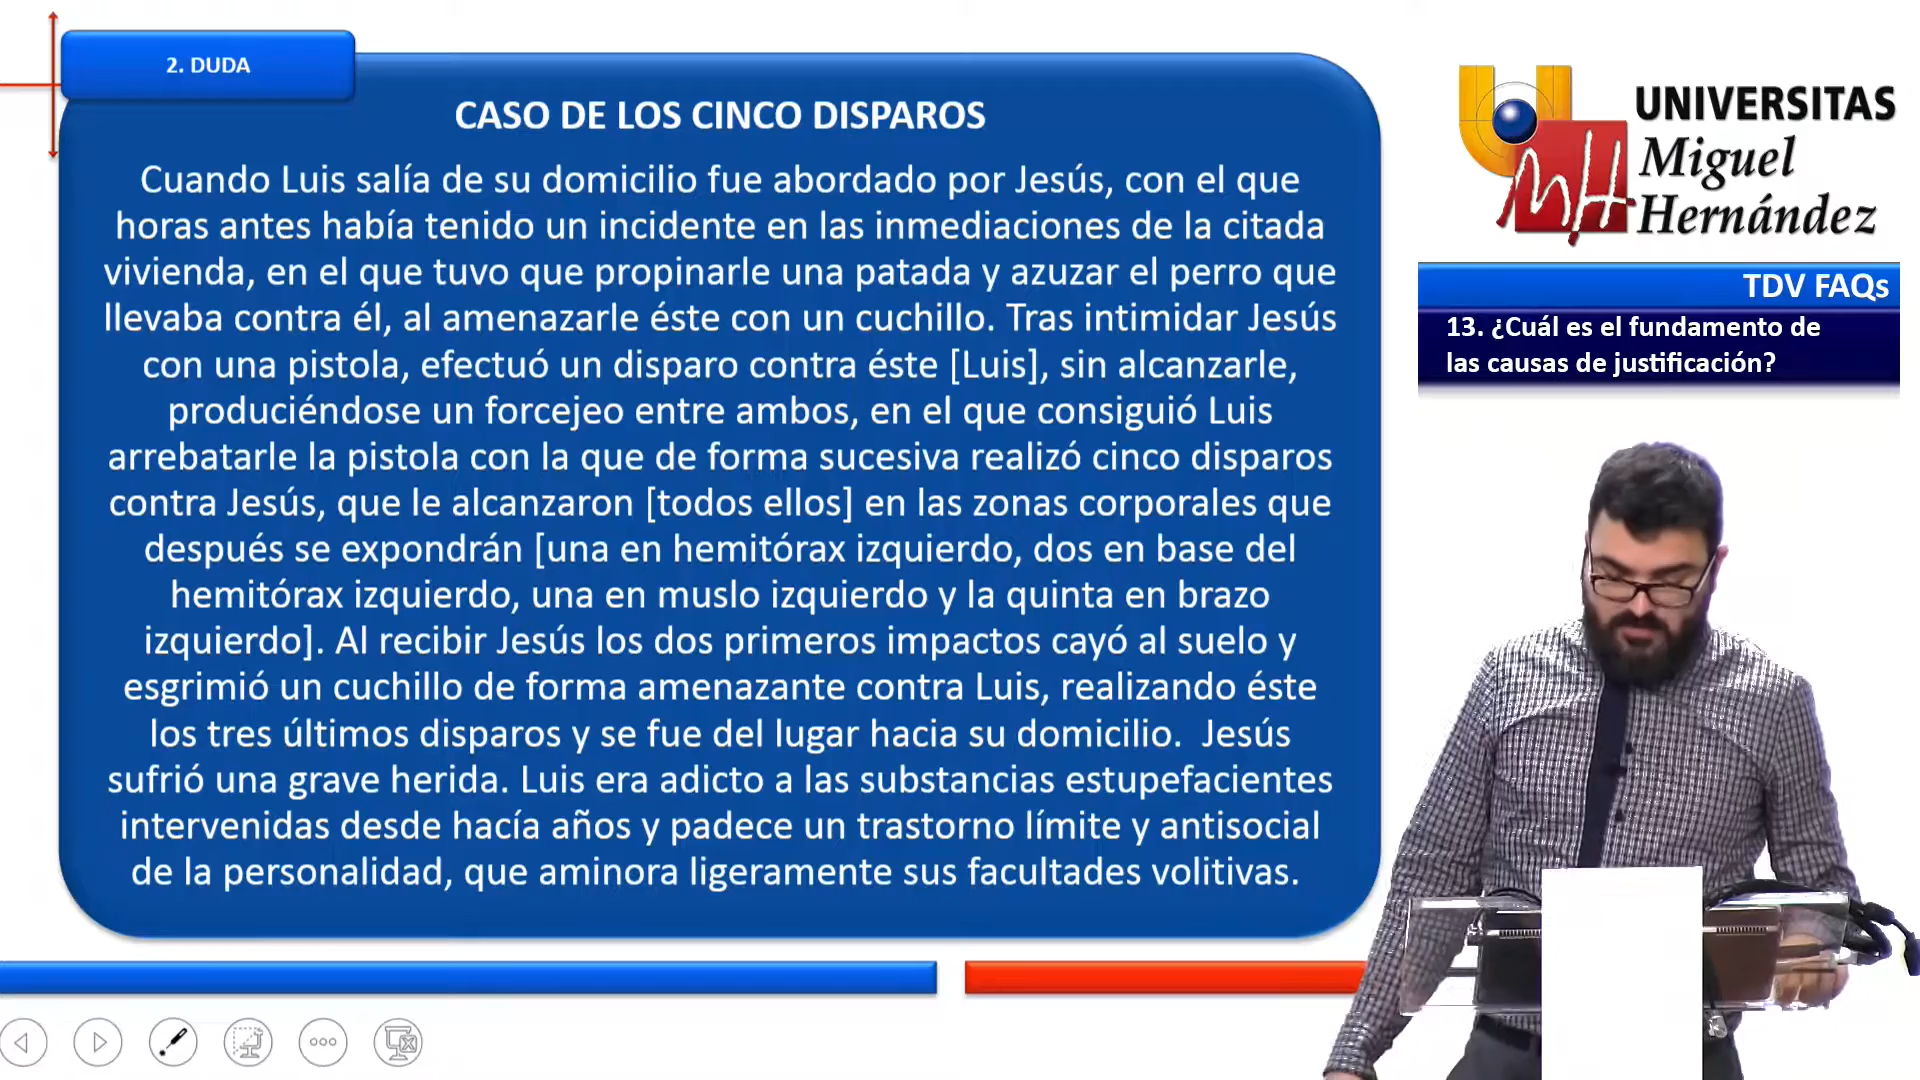 2. DUDA
CASO DE LOS CINCO DISPAROS
Cuando Luis salía de su domicilio fue abordado por Jesús, con el que
horas antes había tenido un incidente en las inmediaciones de la citada
vivienda, en el que tuvo que propinarle una patada y azuzar el perro que
llevaba contra él, al amenazarle éste con un cuchillo. Tras intimidar Jesús
con una pistola, efectuó un disparo contra éste [Luis], sin alcanzarle,
produciéndose un forcejeo entre ambos, en el que consiguió Luis
arrebatarle la pistola con la que de forma sucesiva realizó cinco disparos
contra Jesús, que le alcanzaron [todos ellos] en las zonas corporales que
después se expondrán [una en hemitórax izquierdo, dos en base del
hemitórax izquierdo, una en muslo izquierdo y la quinta en brazo
izquierdo]. Al recibir Jesús los dos primeros impactos cayó al suelo y
esgrimió un cuchillo de forma amenazante contra Luis, realizando éste
los tres últimos disparos y se fue del lugar hacia su domicilio. Jesús
sufrió una grave herida. Luis era adicto a las substancias estupefacientes
intervenidas desde hacía años y padece un trastorno límite y antisocial
de la personalidad, que aminora ligeramente sus facultades volitivas.
UNIVERSITAS
Miguel
Hernández
TDV FAQs
13. ¿Cuál es el fundamento de
las causas de justificación?